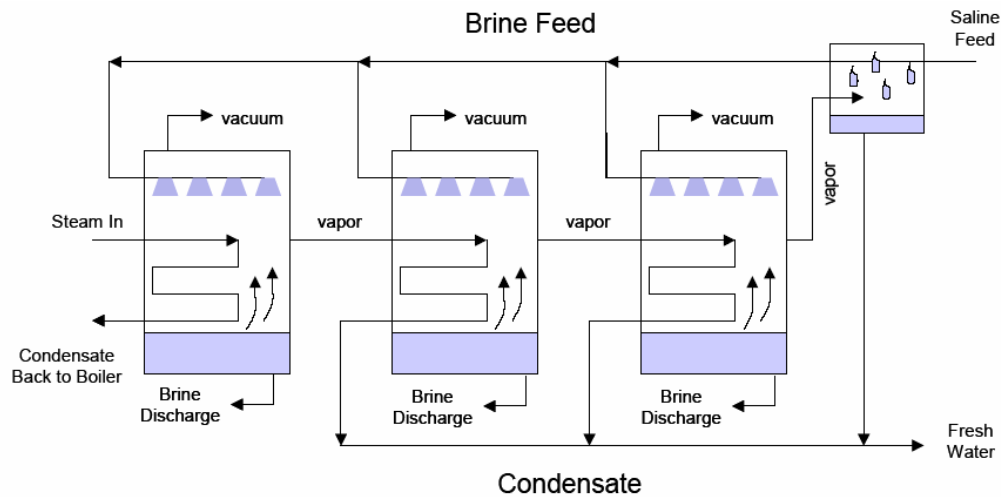 Brine Feed
Saline
Feed
vacuum
vacuum
vacuum
vapor
Steam In
vapor
vapor
Condensate
Back to Boiler
Brine
Discharge
Brine
Discharge
Brine
Discharge
Fresh
Water
Condensate